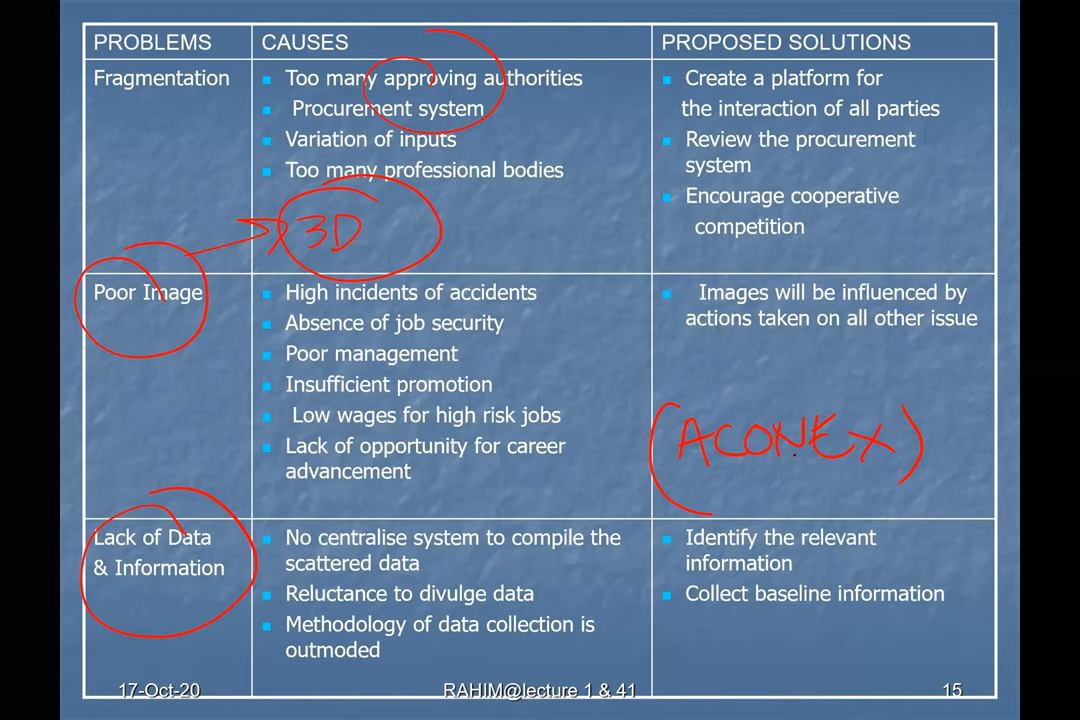 PROBLEMS
CAUSES
PROPOSED SOLUTIONS
Fragmentation
Too many approving authorities
Procurement system
Variation of inputs
Too many professional bodies
3D
Create a platform for
the interaction of all parties
Review the procurement
system
Encourage cooperative
competition
Poor Image
High incidents of accidents
Absence of job security
Poor management
Insufficient promotion
Low wages for high risk jobs
Lack of opportunity for career
advancement
Images will be influenced by
actions taken on all other issue
(ACONEX)
Lack of Data
& Information
No centralise system to compile the
scattered data
Reluctance to divulge data
Methodology of data collection is
outmoded
Identify the relevant
information
Collect baseline information
17-Oct-20
RAHIM@lecture 1 & 41
15